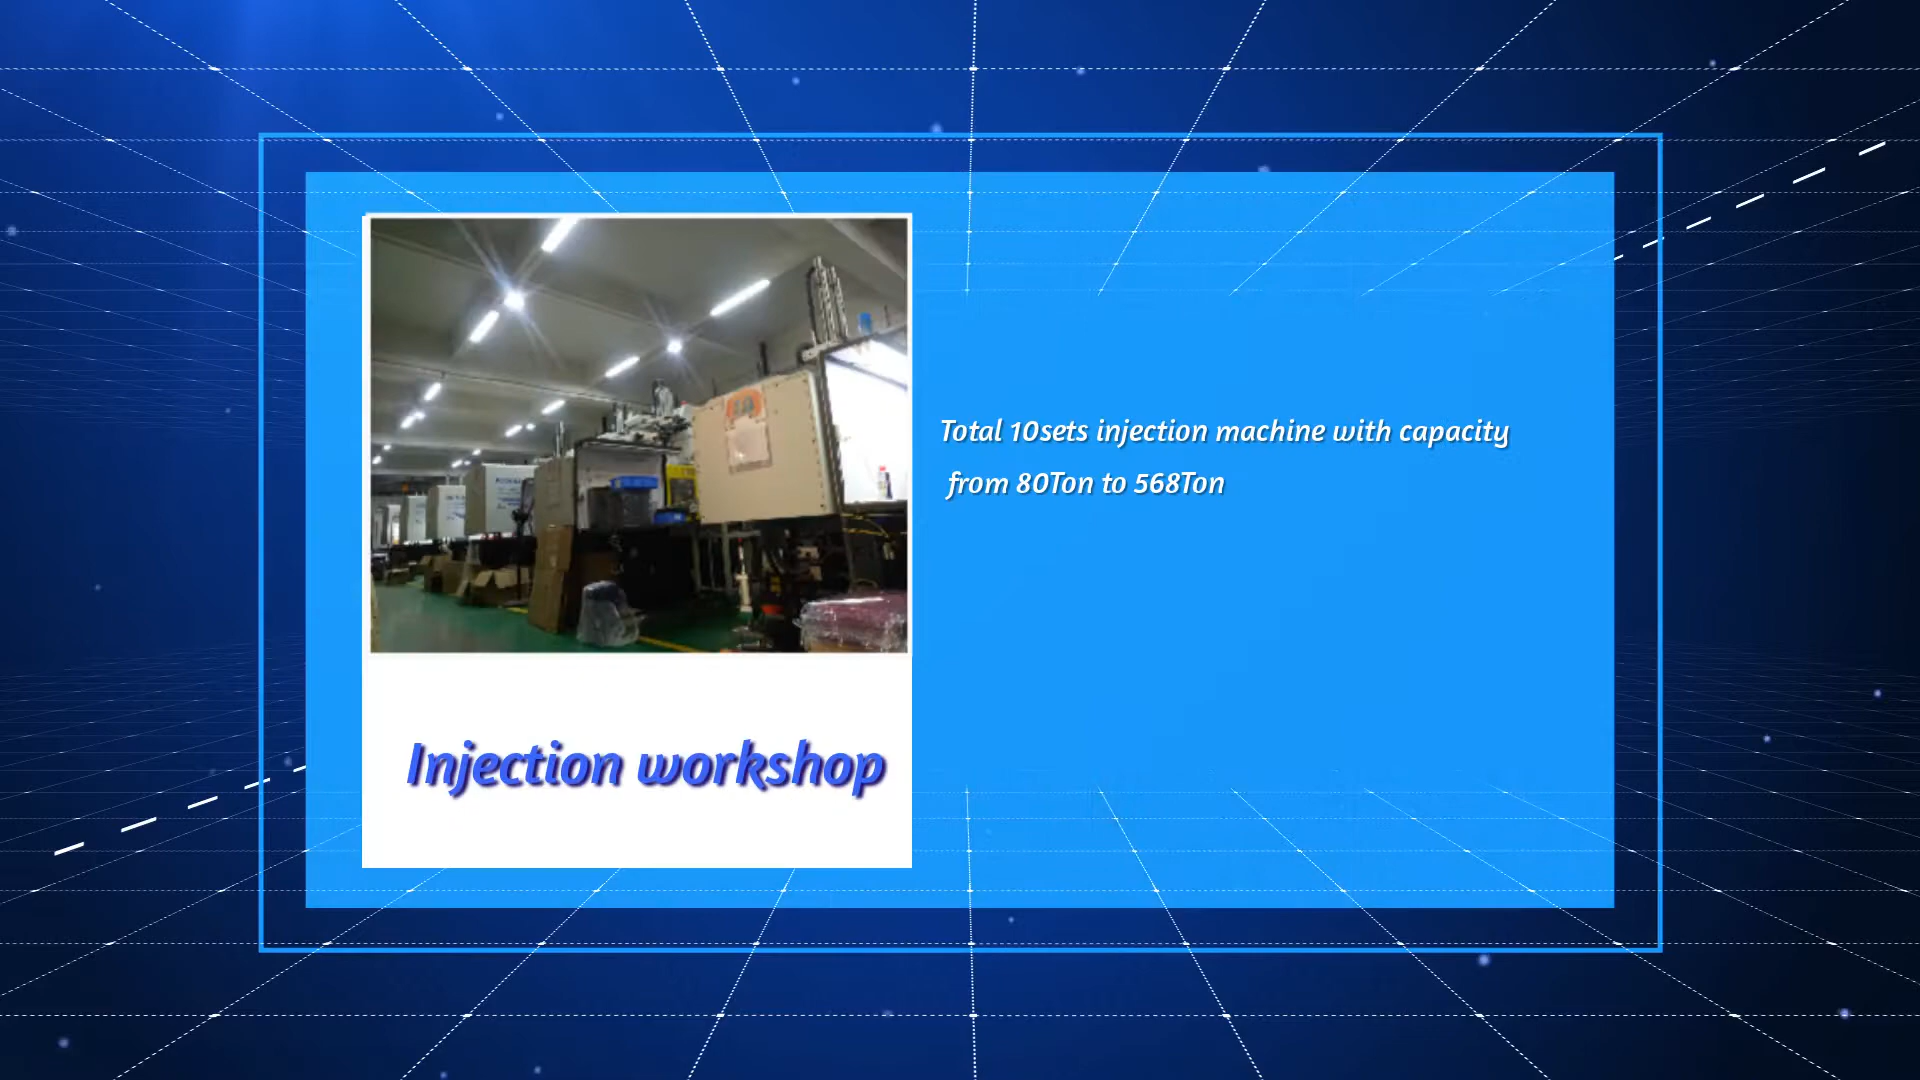 Total 10sets injection machine with capacity
from 80Ton to 568Ton
Injection workshop